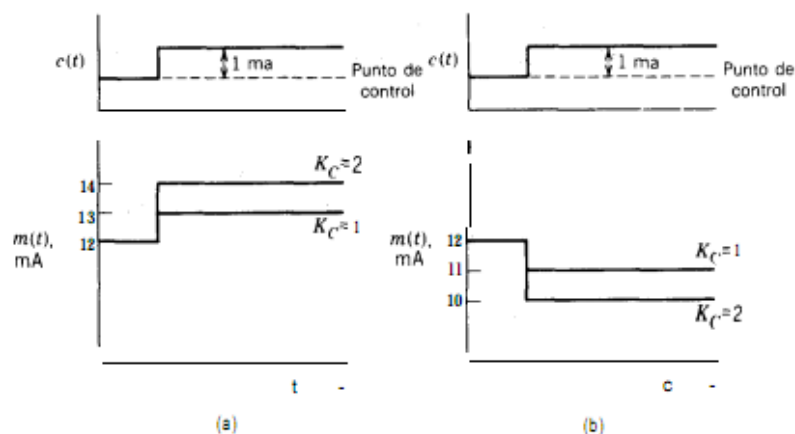 c(t)
1 ma
Punto de
control
14
13
12
m(t),
mA
K_C=2
K_C=1
t -
(a)
c(t)
1 ma
Punto de
control
12
11
10
m(t),
mA
K_C=1
K_C=2
c -
(b)